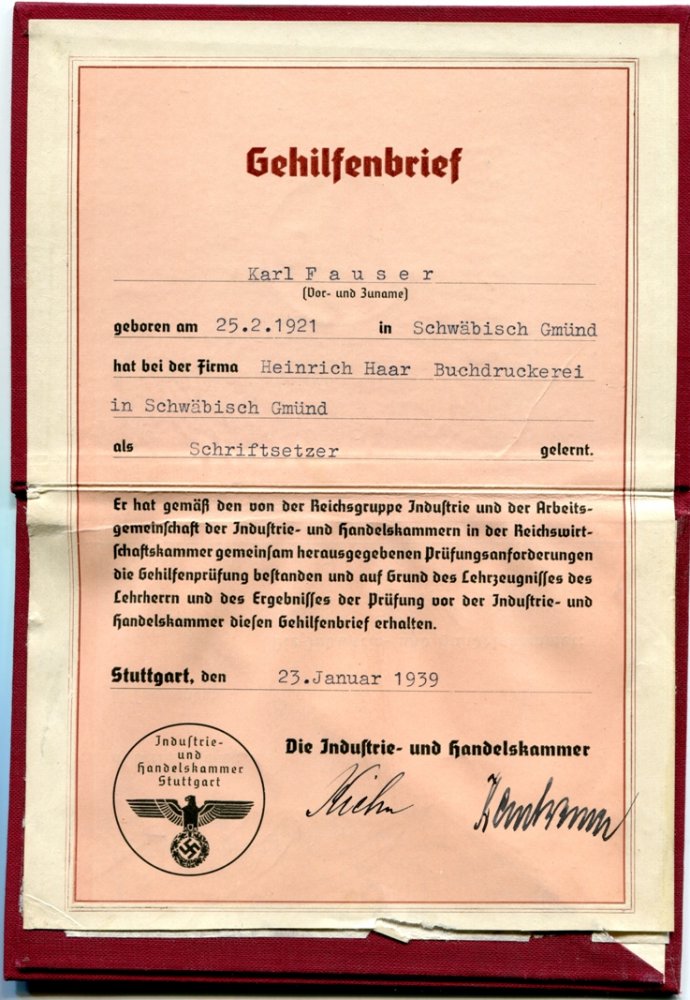 Gehilfenbrief
Karl F a u s e r
(Vor- und Zuname)
geboren am 25.2.1921 in Schwäbisch Gmünd
hat bei der Firma Heinrich Haar Buchdruckerei
in Schwäbisch Gmünd
als Schriftsetzer gelernt.
Er hat gemäß den von der Reichsgruppe Industrie und der Arbeits-
gemeinschaft der Industrie- und Handelskammern in der Reichswirt-
schaftskammer gemeinsam herausgegebenen Prüfungsanforderungen
die Gehilfenprüfung bestanden und auf Grund des Lehrzeugnisses des
Lehrherrn und des Ergebnisses der Prüfung vor der Industrie- und
Handelskammer diesen Gehilfenbrief erhalten.
Stuttgart, den 23.Januar 1939
Die Industrie- und Handelskammer
Industrie-
und
Handelskammer
Stuttgart
Kiehn